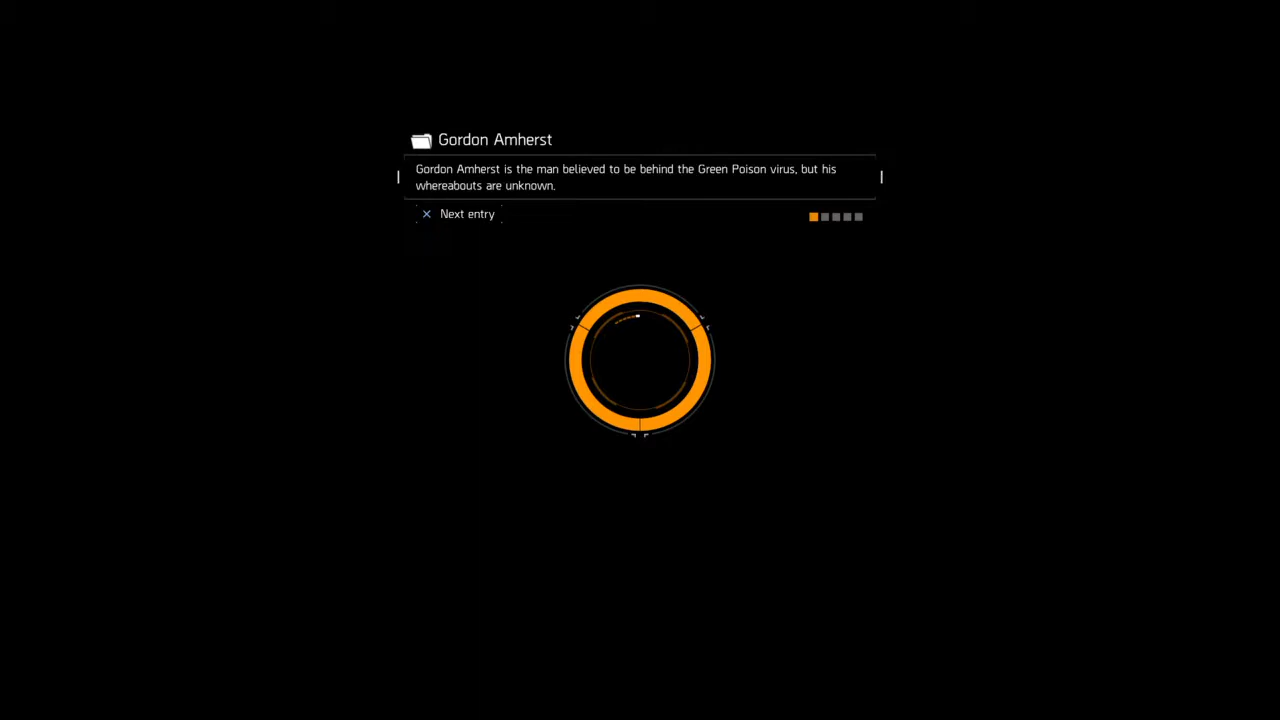 Gordon Amherst
Gordon Amherst is the man believed to be behind the Green Poison virus, but his
whereabouts are unknown.
Next entry